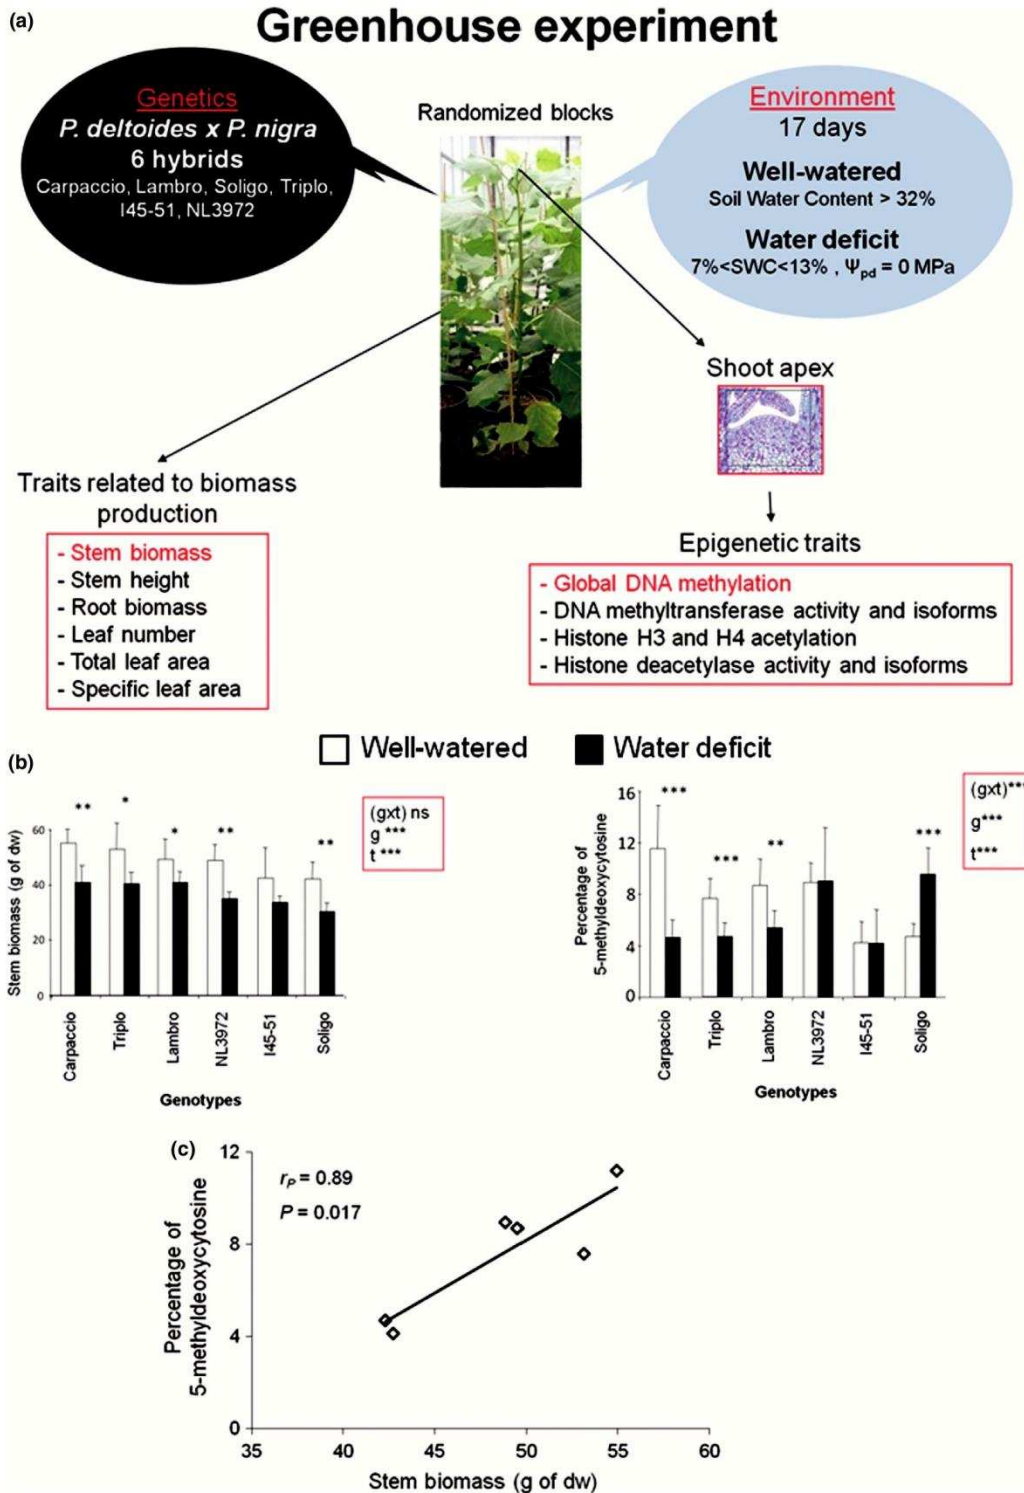 (a)
Greenhouse experiment
Genetics
P. deltoides x P. nigra
6 hybrids
Carpaccio, Lambro, Soligo, Triplo,
I45-51, NL3972
Randomized blocks
Environment
17 days
Well-watered
Soil Water Content > 32%
Water deficit
7%<SWC<13% , Ψpd = 0 MPa
Shoot apex
Traits related to biomass
production
- Stem biomass
- Stem height
- Root biomass
- Leaf number
- Total leaf area
- Specific leaf area
Epigenetic traits
- Global DNA methylation
- DNA methyltransferase activity and isoforms
- Histone H3 and H4 acetylation
- Histone deacetylase activity and isoforms
(b)
Well-watered
Water deficit
Stem biomass (g of dw)
60
40
20
0
** * * ** **
(gxt) ns
g ***
t ***
Carpaccio
Triplo
Lambro
NL3972
I45-51
Soligo
Genotypes
Percentage of
5-methyldeoxycytosine
16
12
8
4
0
*** *** ** ***
(gxt)***
g***
t***
Carpaccio
Triplo
Lambro
NL3972
I45-51
Soligo
Genotypes
(c)
Percentage of
5-methyldeoxycytosine
12
8
4
0
rP = 0.89
P = 0.017
35 40 45 50 55 60
Stem biomass (g of dw)